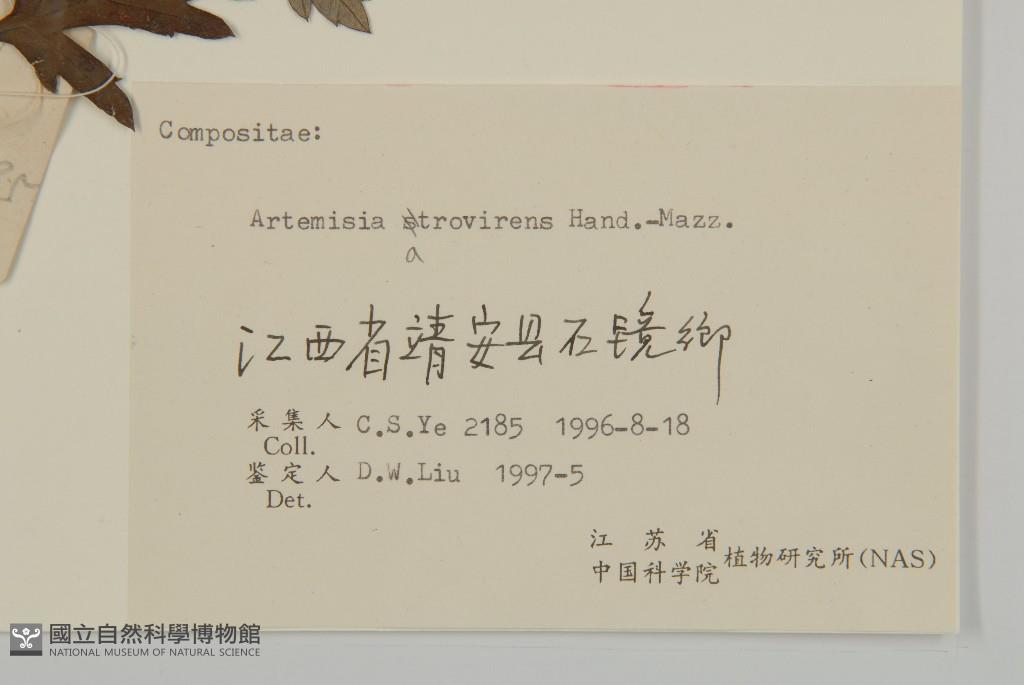 Compositae:
Artemisia strovirens Hand.-Mazz.
a
江西省靖安县石镜鄉
采集人 C.S.Ye 2185 1996-8-18
Coll.
鉴定人 D.W.Liu 1997-5
Det.
江苏省
中国科学院植物研究所(NAS)
國立自然科學博物館
NATIONAL MUSEUM OF NATURAL SCIENCE